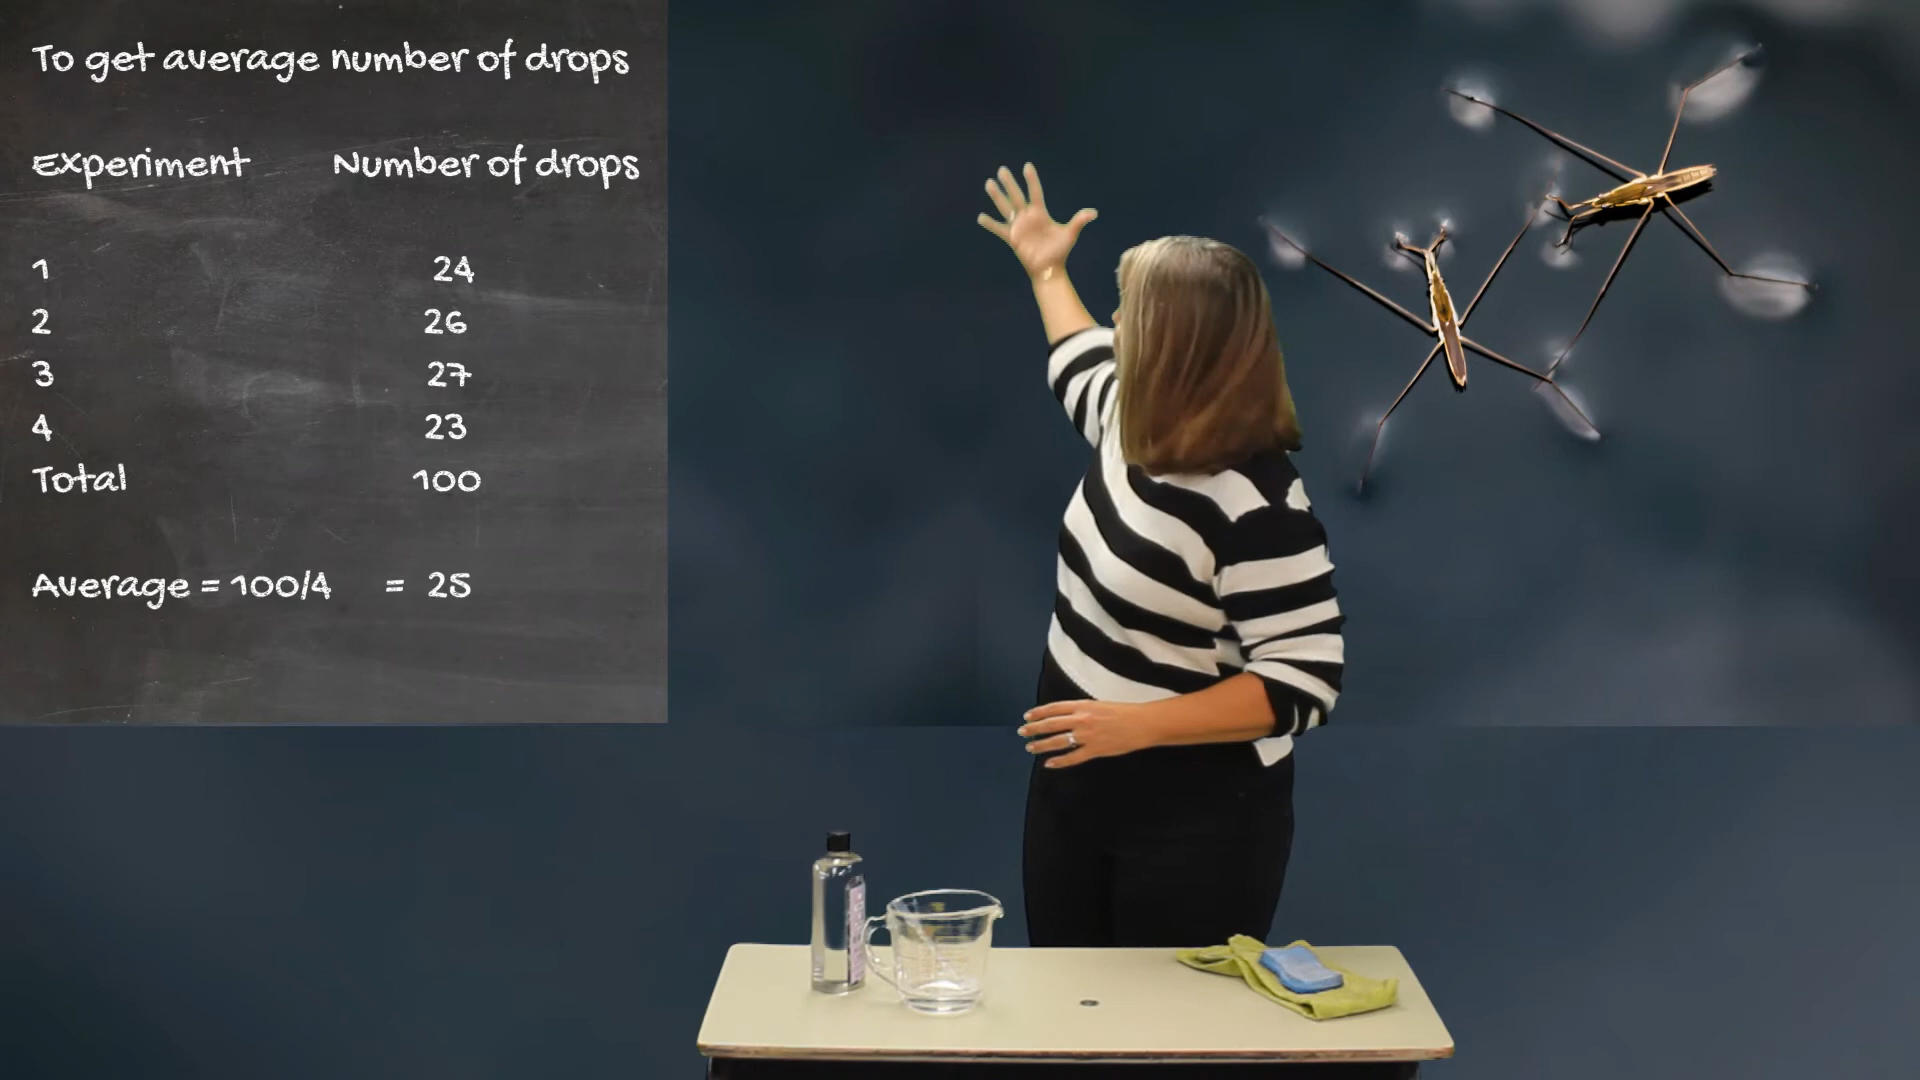 To get average number of drops
Experiment Number of drops
1 24
2 26
3 27
4 23
Total 100
Average = 100/4 = 25